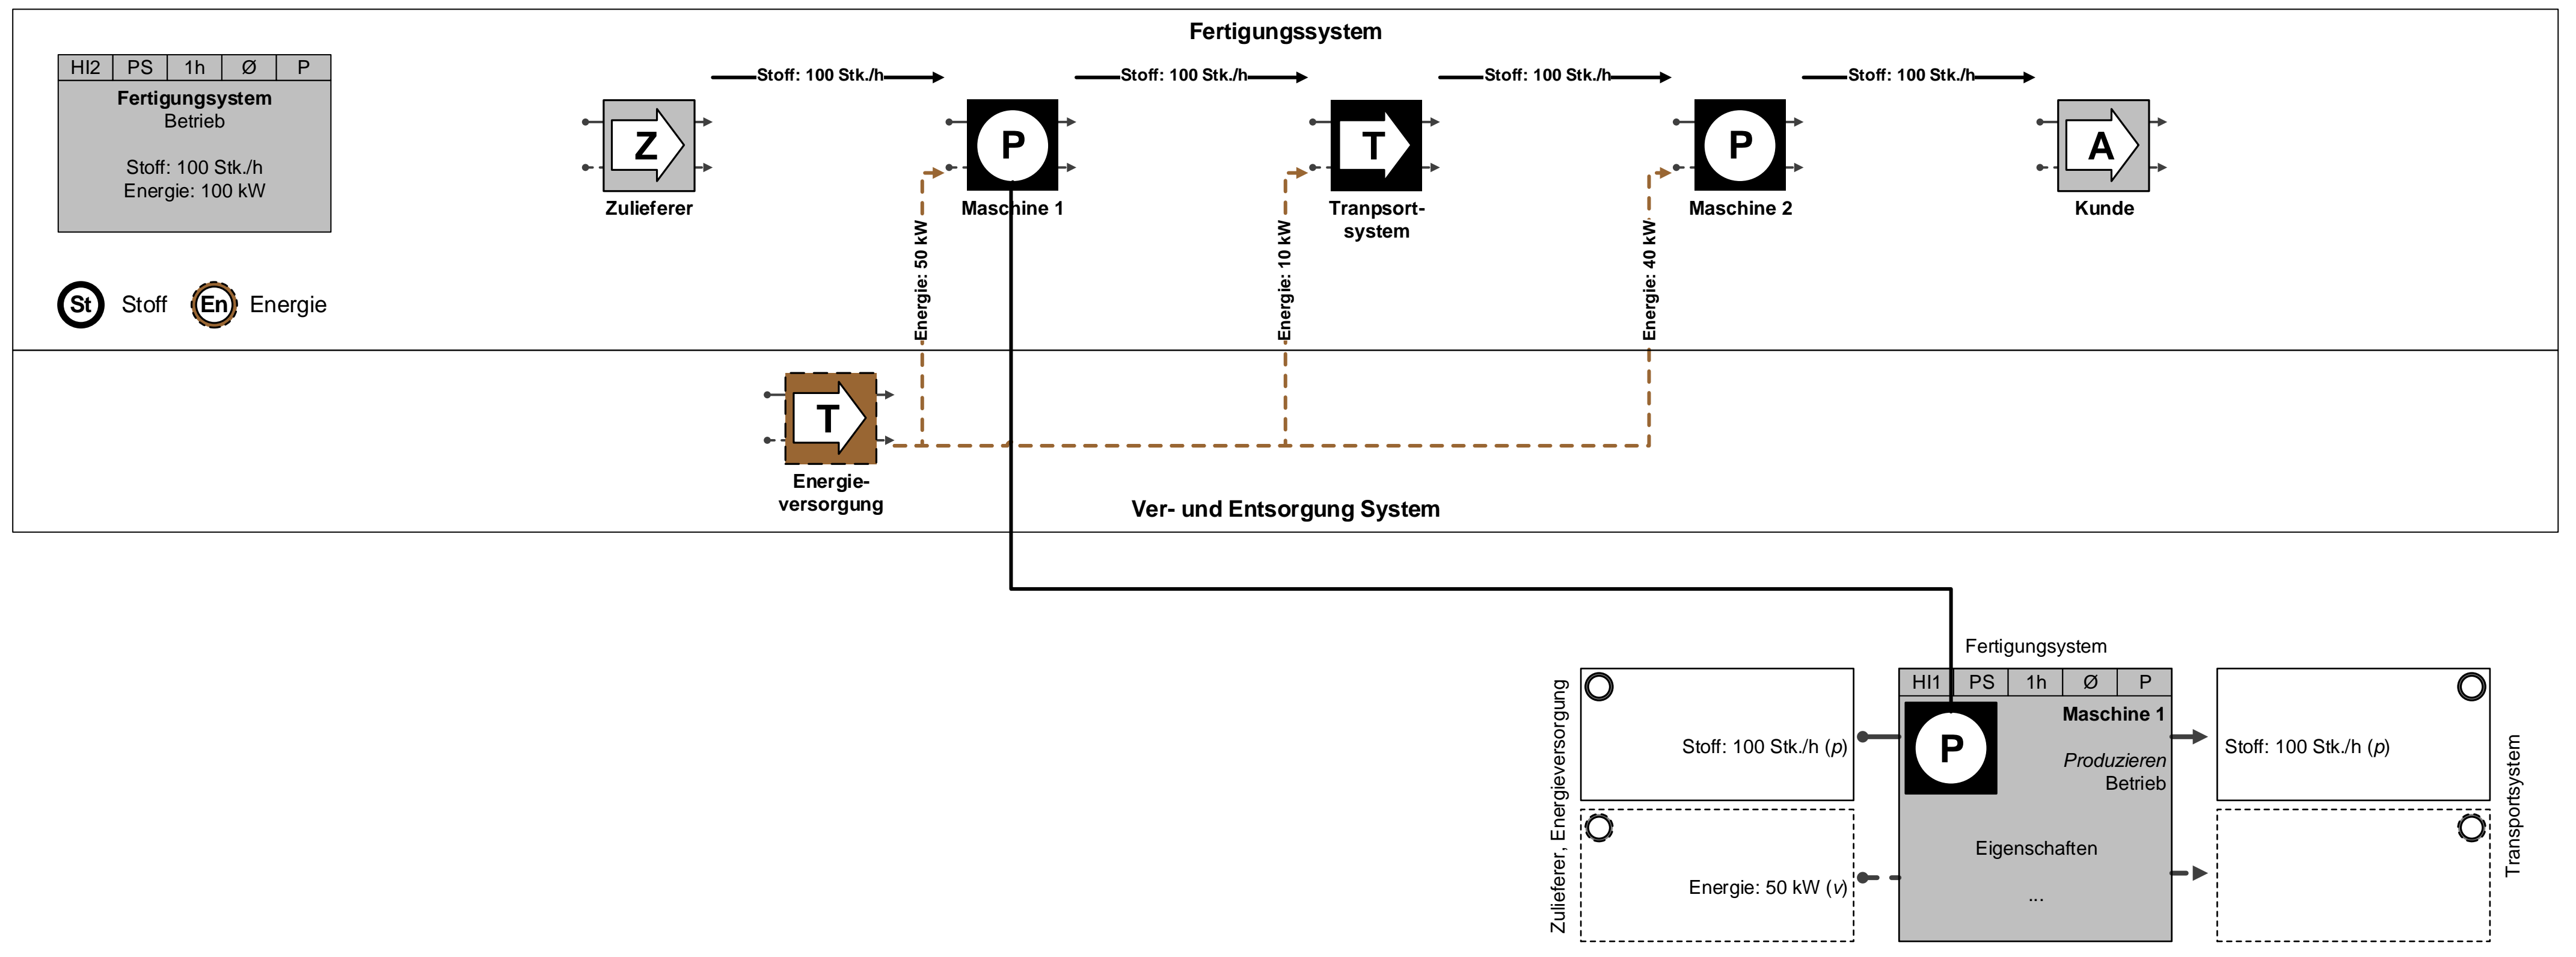 Fertigungssystem
HI2 PS 1h Ø P
Fertigungsystem
Betrieb
Stoff: 100 Stk./h
Energie: 100 kW
St Stoff En Energie
Stoff: 100 Stk./h
Stoff: 100 Stk./h
Stoff: 100 Stk./h
Stoff: 100 Stk./h
Z
Zulieferer
P
Maschine 1
T
Tranpsort-
system
P
Maschine 2
A
Kunde
Energie: 50 kW
Energie: 10 kW
Energie: 40 kW
T
Energie-
versorgung
Ver- und Entsorgung System
Fertigungsystem
Zulieferer, Energieversorgung
Stoff: 100 Stk./h (p)
Energie: 50 kW (v)
HI1 PS 1h Ø P
P
Maschine 1
Produzieren
Betrieb
Eigenschaften
...
Stoff: 100 Stk./h (p)
Transportsystem